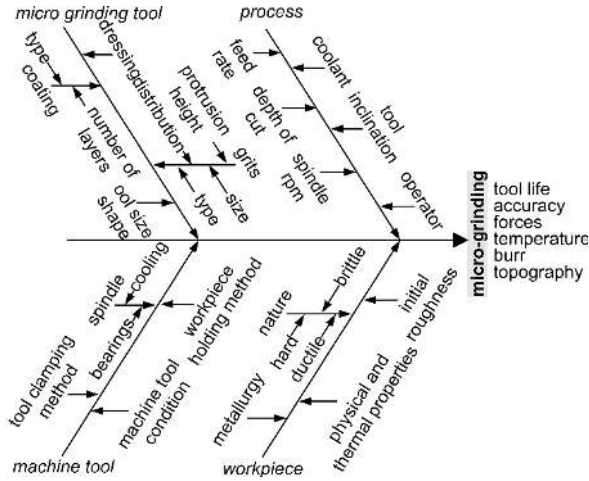 micro grinding tool
process
dressing
type
coating
number of
layers
distribution
protrusion
height
grits
type
size
ool size
shape
feed
rate
coolant
depth of
cut
tool
inclination
spindle
rpm
operator
micro-grinding
tool life
accuracy
forces
temperature
burr
topography
spindle
cooling
bearings
workpiece
holding method
tool clamping
method
machine tool
condition
machine tool
nature
brittle
hard
ductile
initial
roughness
metallurgy
physical and
thermal properties
workpiece